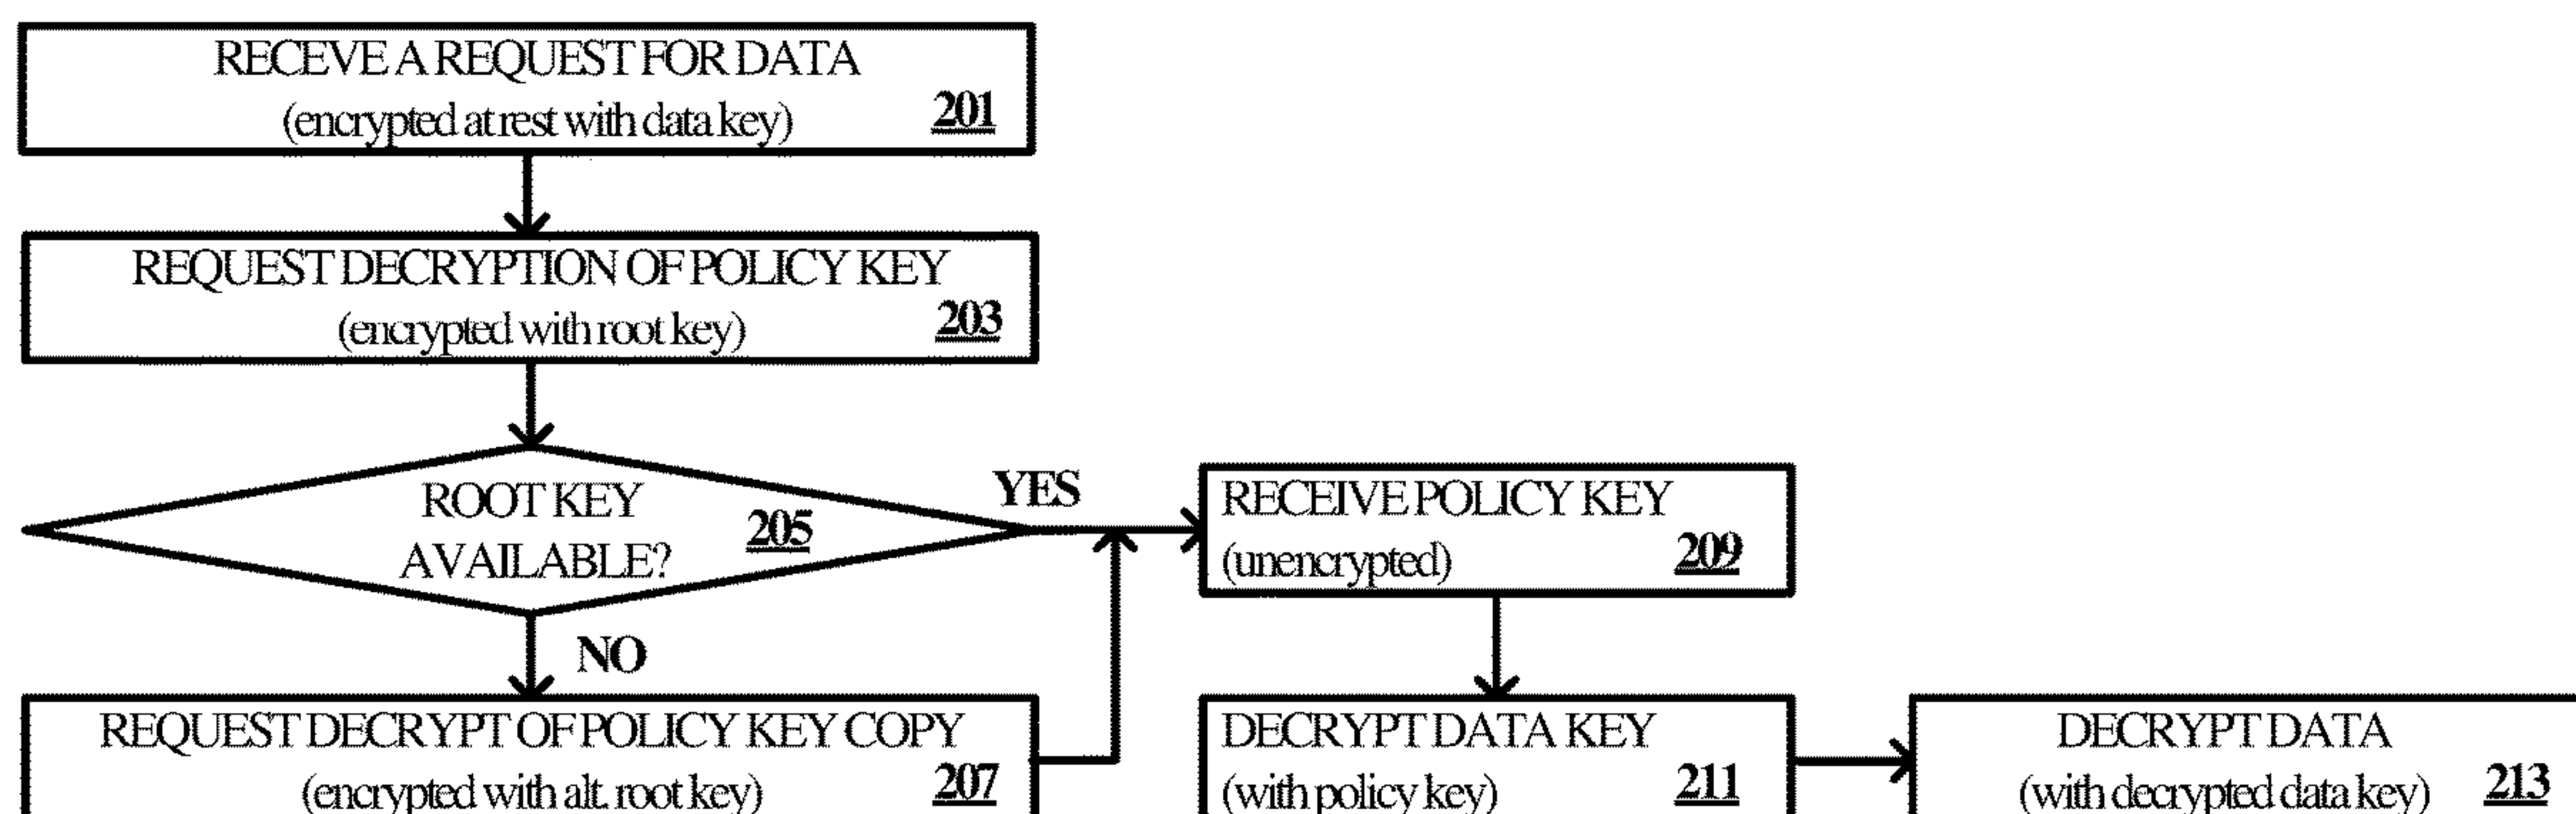 RECEVE A REQUEST FOR DATA
(encrypted at rest with data key) 201
REQUEST DECRYPTION OF POLICY KEY
(encrypted with root key) 203
ROOT KEY
AVAILABLE? 205
YES
NO
REQUEST DECRYPT OF POLICY KEY COPY
(encrypted with alt. root key) 207
RECEIVE POLICY KEY
(unencrypted) 209
DECRYPT DATA KEY
(with policy key) 211
DECRYPT DATA
(with decrypted data key) 213